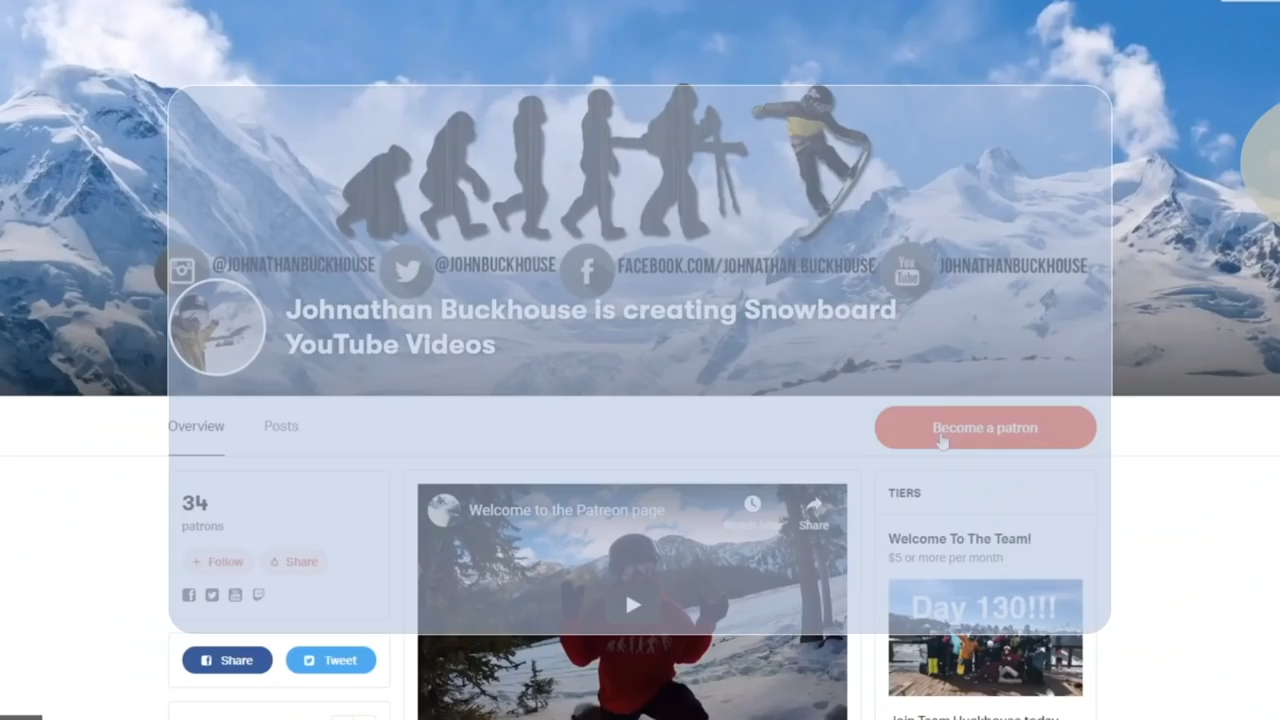 @JOHNATHANBUCKHOUSE @JOHNBUCKHOUSE FACEBOOK.COM/JOHNATHAN.BUCKHOUSE You Tube JOHNATHANBUCKHOUSE
Johnathan Buckhouse is creating Snowboard
YouTube Videos
Overview Posts
Become a patron
34
patrons
+ Follow
Share
Share
Tweet
Welcome to the Patreon page
Share
TIERS
Welcome To The Team!
$5 or more per month
Day 130!!!